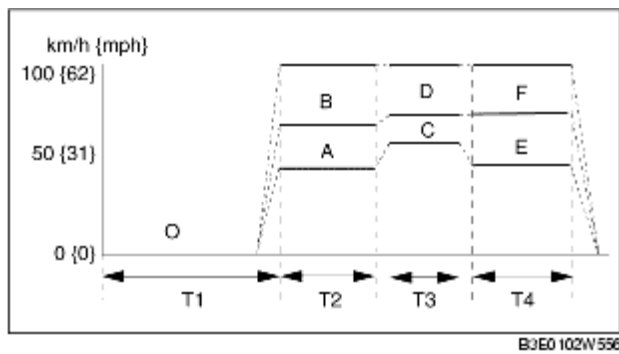 km/h {mph}
100 {62}
B
D
F
C
50 {31}
A
E
O
0 {0}
T1
T2
T3
T4
B3E0102W556